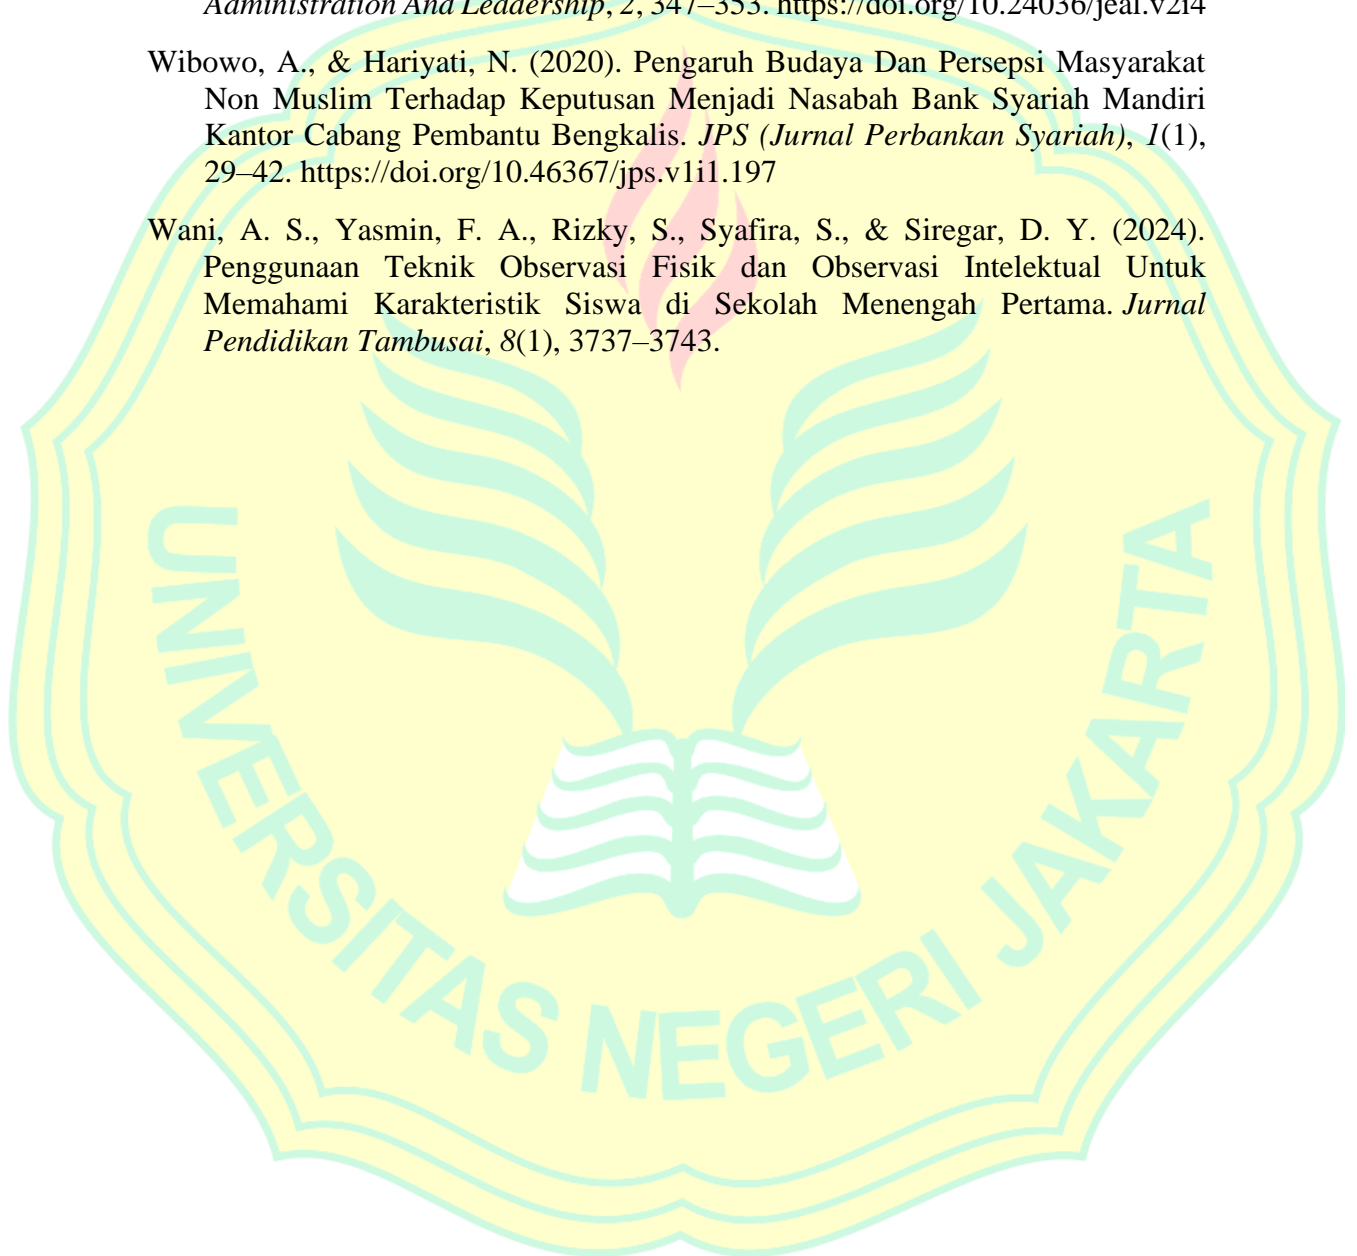 Administration And Leadership, 2, 347–353. https://doi.org/10.24036/jeal.v2i4
Wibowo, A., & Hariyati, N. (2020). Pengaruh Budaya Dan Persepsi Masyarakat
Non Muslim Terhadap Keputusan Menjadi Nasabah Bank Syariah Mandiri
Kantor Cabang Pembantu Bengkalis. JPS (Jurnal Perbankan Syariah), 1(1),
29–42. https://doi.org/10.46367/jps.v1i1.197
Wani, A. S., Yasmin, F. A., Rizky, S., Syafira, S., & Siregar, D. Y. (2024).
Penggunaan Teknik Observasi Fisik dan Observasi Intelektual Untuk
Memahami Karakteristik Siswa di Sekolah Menengah Pertama. Jurnal
Pendidikan Tambusai, 8(1), 3737–3743.
UNIVERSITAS NEGERI JAKARTA